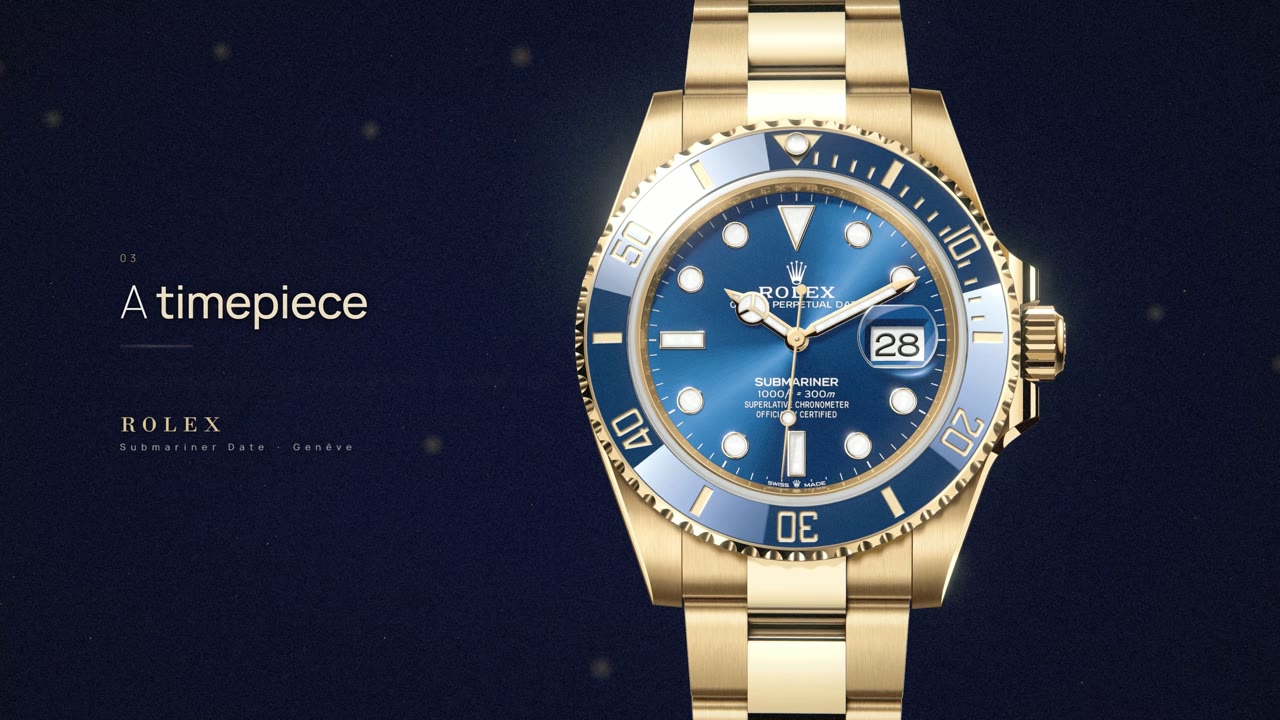 03
A timepiece
ROLEX
Submariner Date · Genève
50
10
ROLEX
PERPETUAL
28
SUBMARINER
300m
SUPERLATIVE CHRONOMETER
CERTIFIED
40
20
SWISS MADE
30